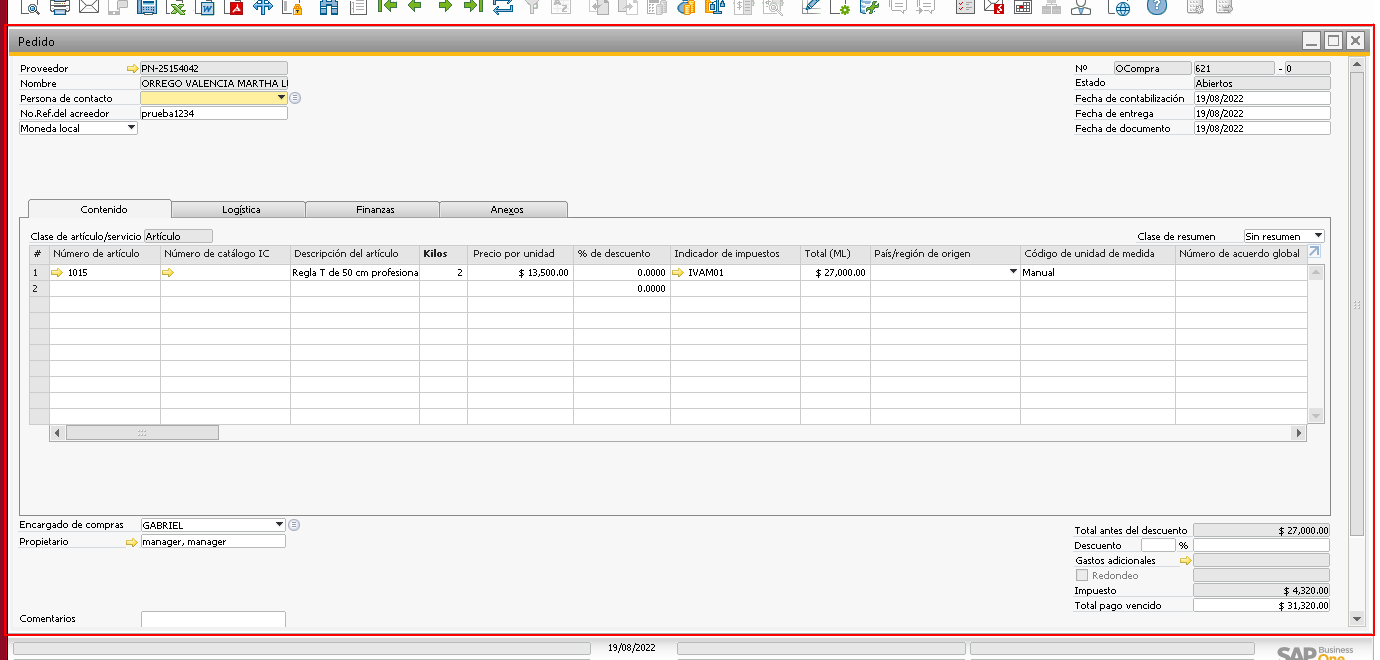 Pedido
Proveedor PN-25154042
Nombre ORREGO VALENCIA MARTHA L
Persona de contacto
No.Ref.del acreedor prueba1234
Moneda local
Nº OCompra 621 - 0
Estado Abiertos
Fecha de contabilización 19/08/2022
Fecha de entrega 19/08/2022
Fecha de documento 19/08/2022
Contenido Logística Finanzas Anexos
Clase de artículo/servicio Artículo
Clase de resumen Sin resumen
# Número de artículo Número de catálogo IC Descripción del artículo Kilos Precio por unidad % de descuento Indicador de impuestos Total (ML) País/región de origen Código de unidad de medida Número de acuerdo global
1 1015 Regla T de 50 cm profesiona 2 $ 13,500.00 0.0000 IVAM01 $ 27,000.00 Manual
2 0.0000
Encargado de compras GABRIEL
Propietario manager, manager
Comentarios
Total antes del descuento $ 27,000.00
Descuento %
Gastos adicionales
Redondeo
Impuesto $ 4,320.00
Total pago vencido $ 31,320.00
19/08/2022
SAP Business One